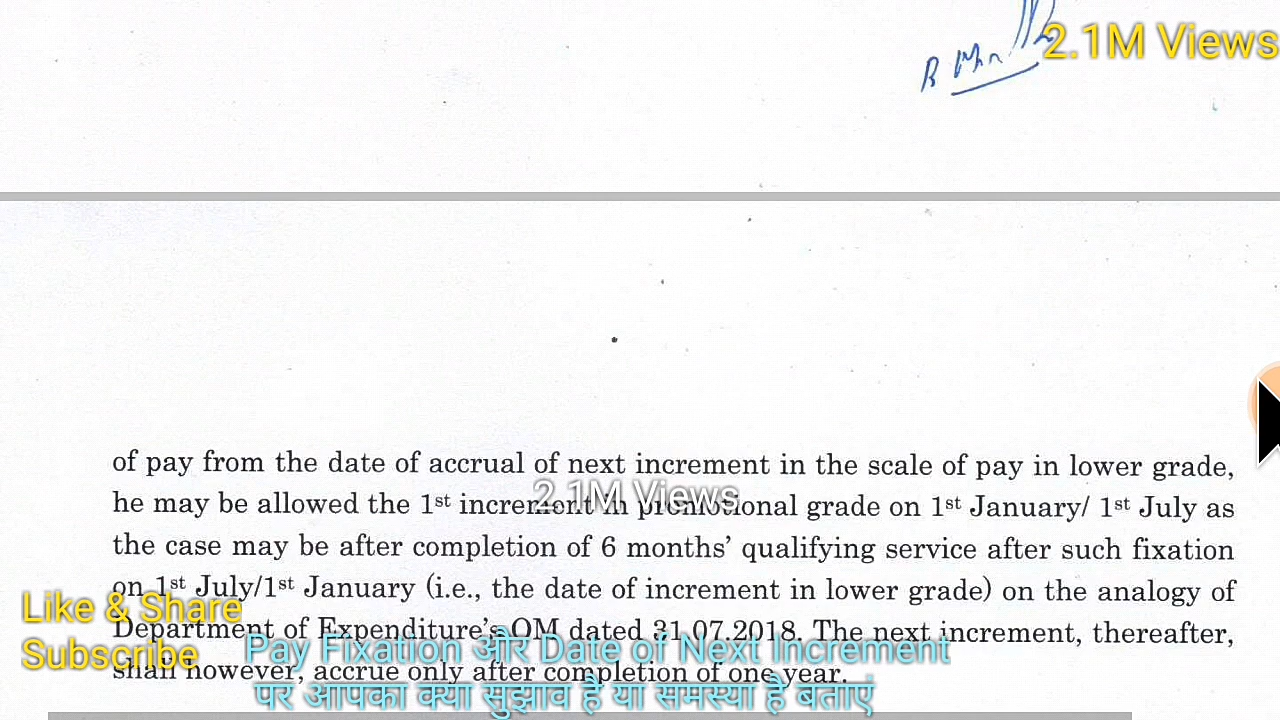 2.1M Views
of pay from the date of accrual of next increment in the scale of pay in lower grade,
he may be allowed the 1st increment in promotional grade on 1st January/ 1st July as
2.1M Views
the case may be after completion of 6 months’ qualifying service after such fixation
on 1st July/1st January (i.e., the date of increment in lower grade) on the analogy of
Like & Share
Department of Expenditure’s OM dated 31.07.2018. The next increment, thereafter,
Subscribe
Pay Fixation और Date of Next Increment
shall however, accrue only after completion of one year.
पर आपका क्या सुझाव है या समस्या है बताएं